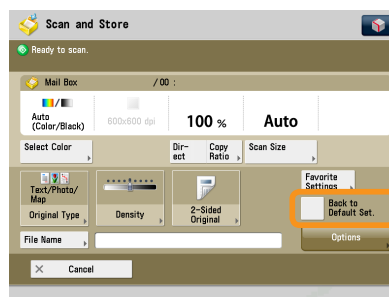 Scan and Store
Ready to scan.
Mail Box / 00 :
Auto
(Color/Black)
600x600 dpi
100 %
Auto
Select Color
Dir-
ect
Copy
Ratio
Scan Size
Text/Photo/
Map
Original Type
Density
2-Sided
Original
Favorite
Settings
Back to
Default Set.
File Name
Options
Cancel